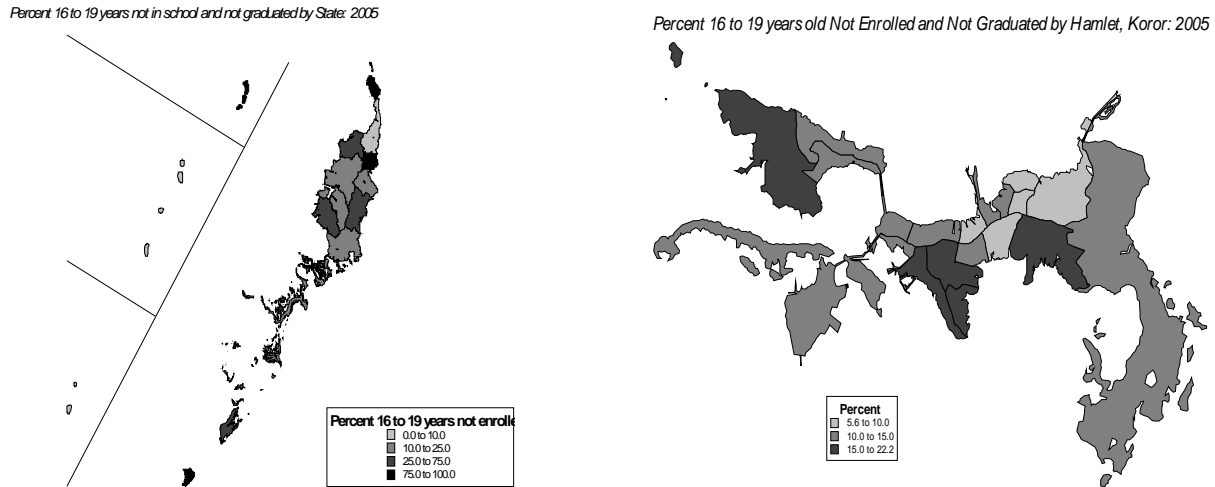 Percent 16 to 19 years not in school and not graduated by State: 2005
Percent 16 to 19 years not enrolle
0.0 to 10.0
10.0 to 25.0
25.0 to 75.0
75.0 to 100.0
Percent 16 to 19 years old Not Enrolled and Not Graduated by Hamlet, Koror: 2005
Percent
5.6 to 10.0
10.0 to 15.0
15.0 to 22.2